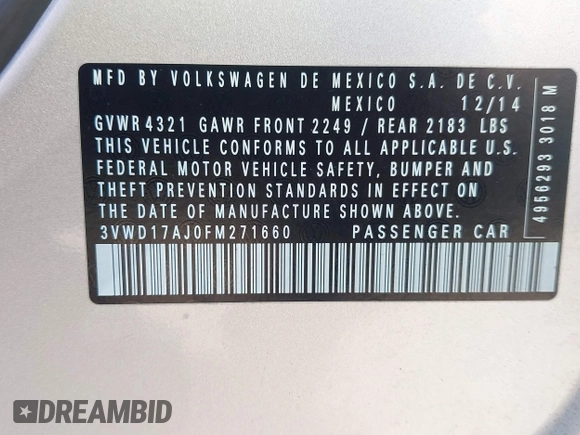 MFD BY VOLKSWAGEN DE MEXICO S.A. DE C.V.
MEXICO 12/14
GVWR 4321 GAWR FRONT 2249 / REAR 2183 LBS
THIS VEHICLE CONFORMS TO ALL APPLICABLE U.S.
FEDERAL MOTOR VEHICLE SAFETY, BUMPER AND
THEFT PREVENTION STANDARDS IN EFFECT ON
THE DATE OF MANUFACTURE SHOWN ABOVE.
3VWD17AJ0FM271660 PASSENGER CAR
4956293 3018 M
DREAMBID